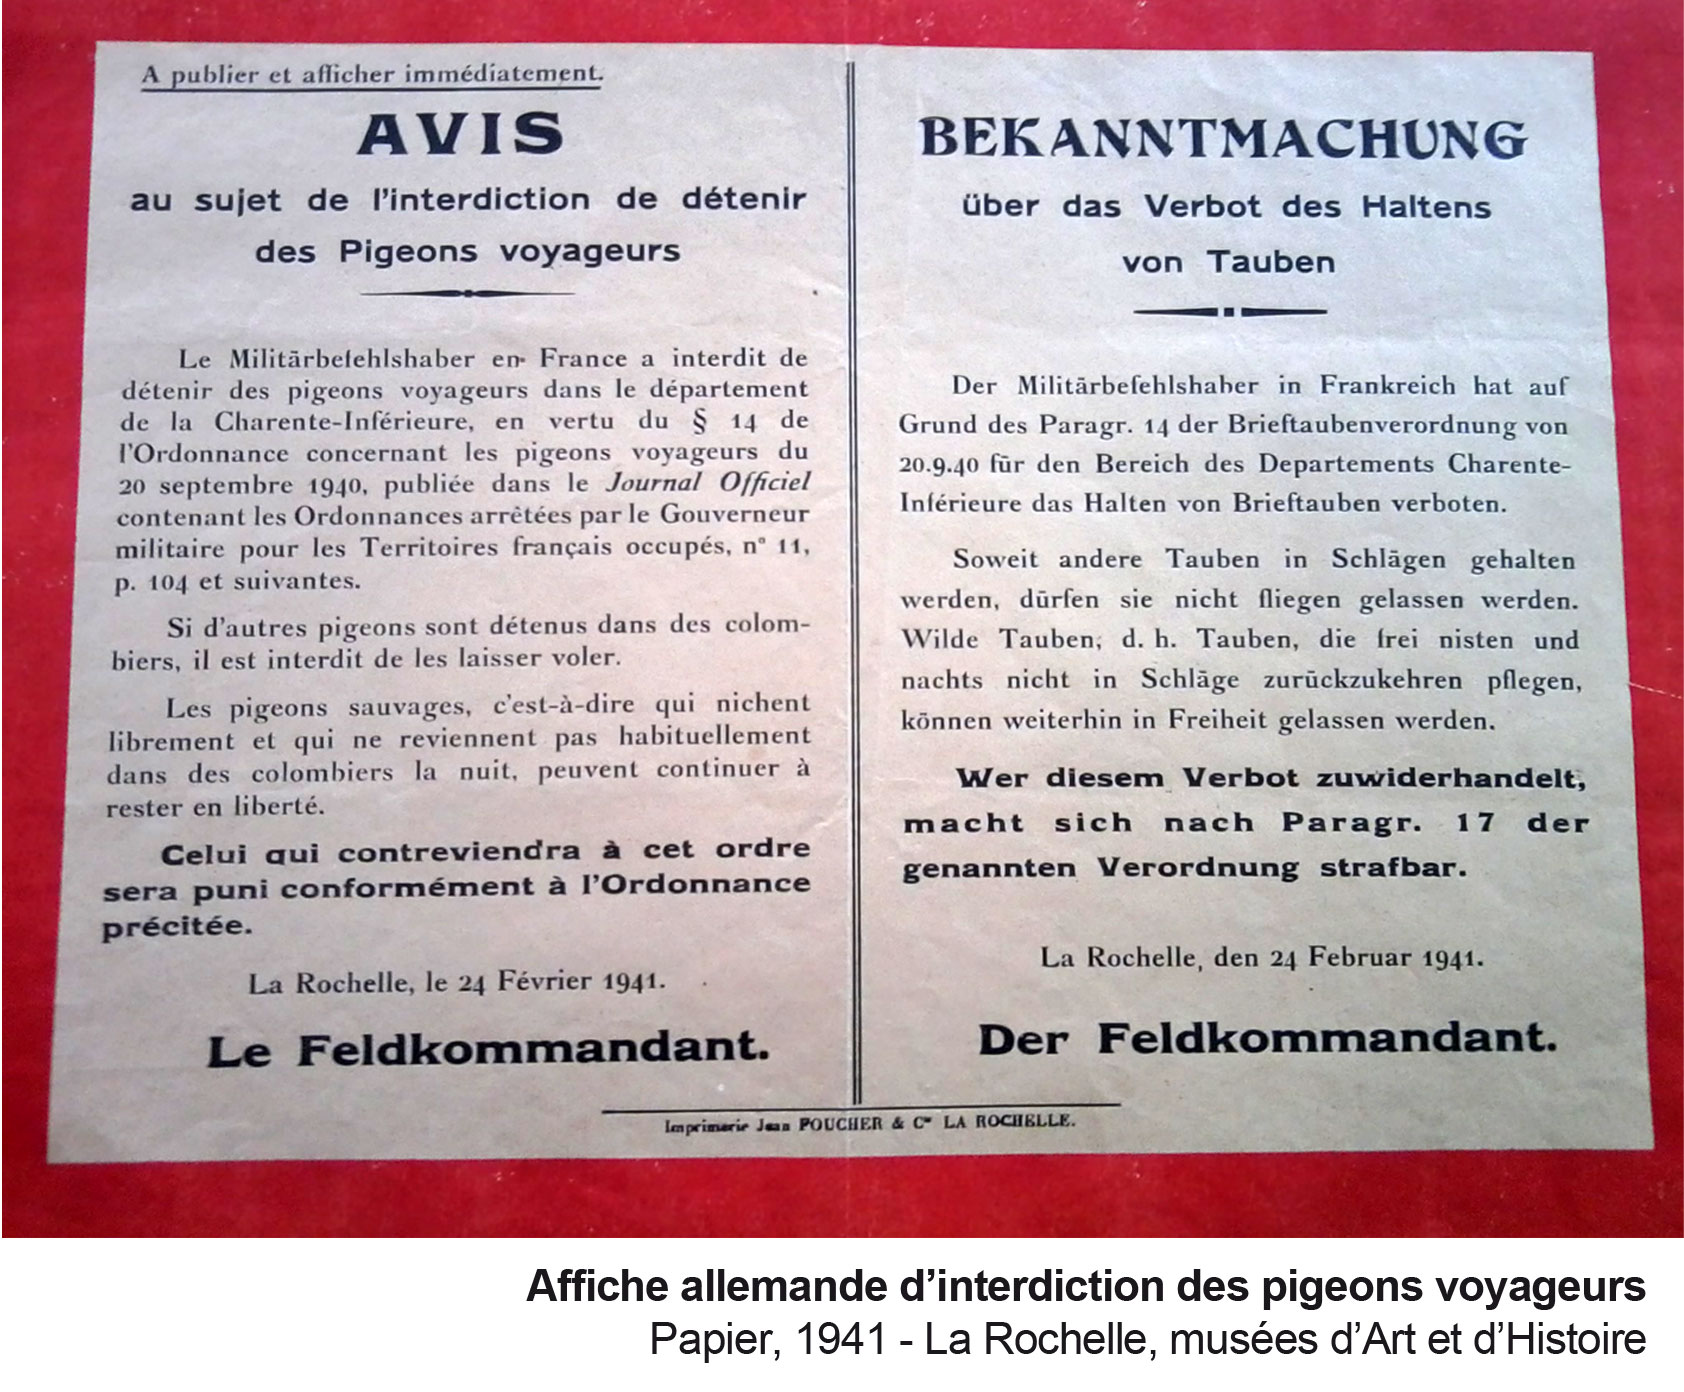 A publier et afficher immédiatement.
AVIS
au sujet de l'interdiction de détenir
des Pigeons voyageurs
Le Militärbefehlshaber en France a interdit de
détenir des pigeons voyageurs dans le département
de la Charente-Inférieure, en vertu du § 14 de
l'Ordonnance concernant les pigeons voyageurs du
20 septembre 1940, publiée dans le Journal Officiel
contenant les Ordonnances arrêtées par le Gouverneur
militaire pour les Territoires français occupés, n° 11,
p. 104 et suivantes.
Si d'autres pigeons sont détenus dans des colom-
biers, il est interdit de les laisser voler.
Les pigeons sauvages, c'est-à-dire qui nichent
librement et qui ne reviennent pas habituellement
dans des colombiers la nuit, peuvent continuer à
rester en liberté.
Celui qui contreviendra à cet ordre
sera puni conformément à l'Ordonnance
précitée.
La Rochelle, le 24 Février 1941.
Le Feldkommandant.
BEKANNTMACHUNG
über das Verbot des Haltens
von Tauben
Der Militärbefehlshaber in Frankreich hat auf
Grund des Paragr. 14 der Brieftaubenverordnung von
20.9.40 für den Bereich des Departements Charente-
Inférieure das Halten von Brieftauben verboten.
Soweit andere Tauben in Schlägen gehalten
werden, dürfen sie nicht fliegen gelassen werden.
Wilde Tauben, d. h. Tauben, die frei nisten und
nachts nicht in Schläge zurückzukehren pflegen,
können weiterhin in Freiheit gelassen werden.
Wer diesem Verbot zuwiderhandelt,
macht sich nach Paragr. 17 der
genannten Verordnung strafbar.
La Rochelle, den 24 Februar 1941.
Der Feldkommandant.
Imprimerie Jean POUCHER & Cie LA ROCHELLE.
Affiche allemande d'interdiction des pigeons voyageurs
Papier, 1941 - La Rochelle, musées d'Art et d'Histoire